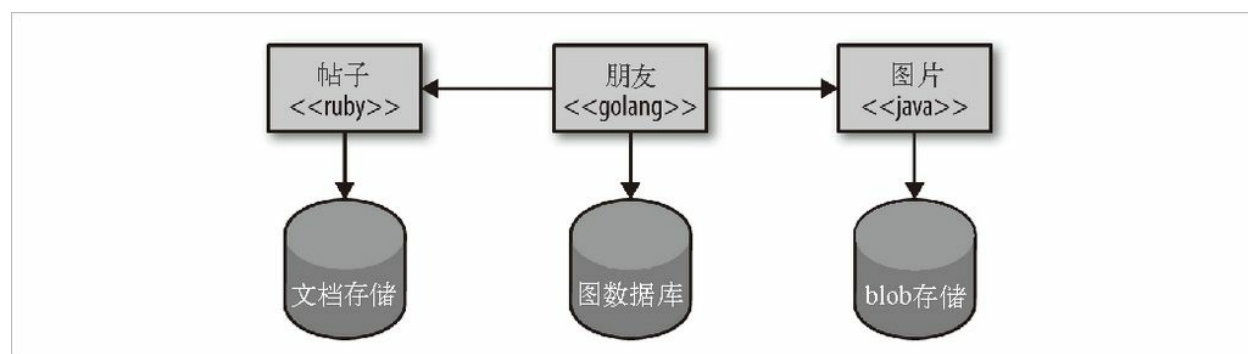 帖子
<<ruby>>
朋友
<<golang>>
图片
<<java>>
文档存储
图数据库
blob存储